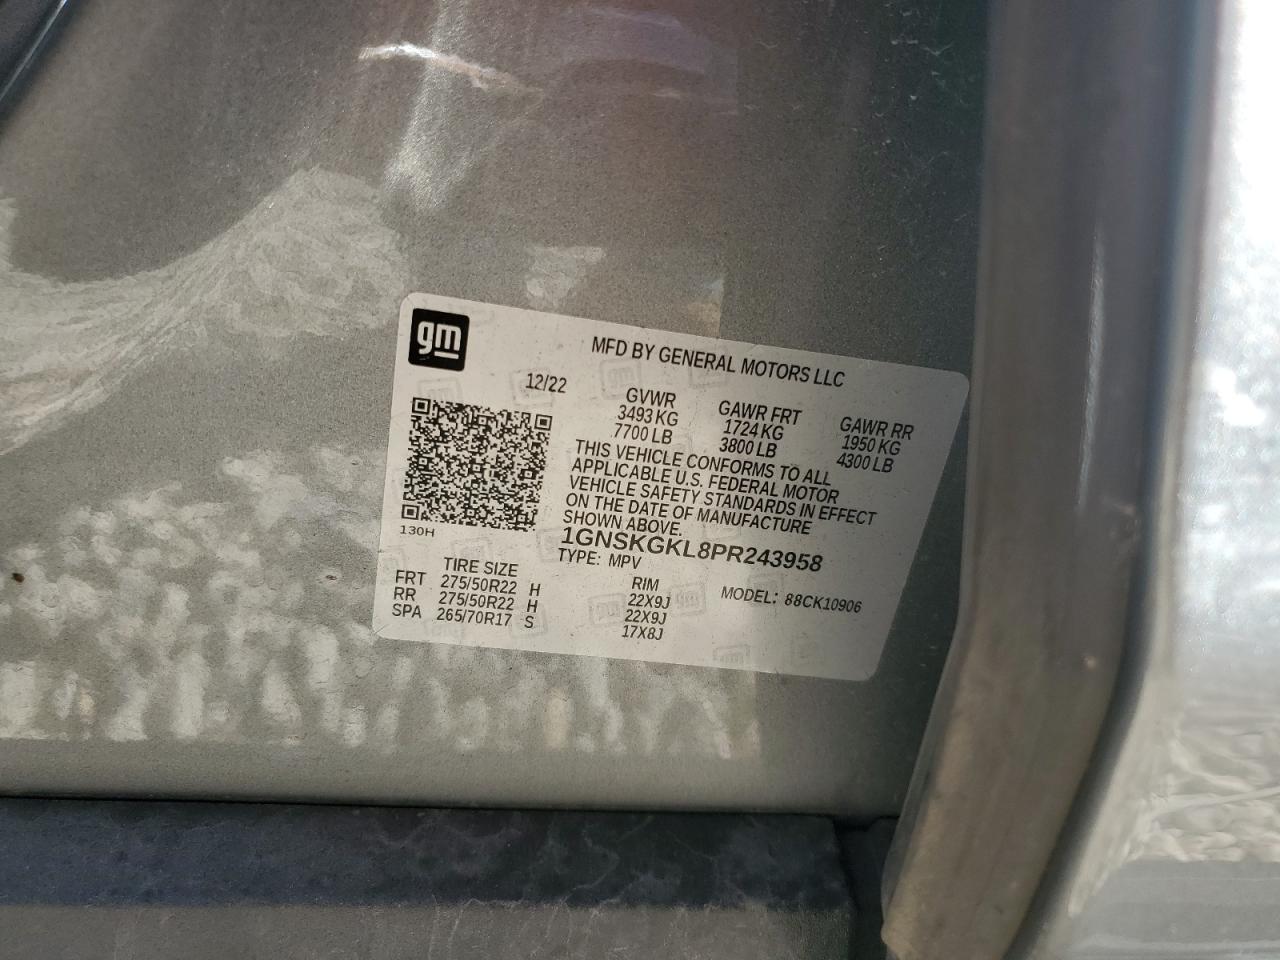 gm
MFD BY GENERAL MOTORS LLC
12/22
GVWR GAWR FRT GAWR RR
3493 KG 1724 KG 1950 KG
7700 LB 3800 LB 4300 LB
THIS VEHICLE CONFORMS TO ALL
APPLICABLE U.S. FEDERAL MOTOR
VEHICLE SAFETY STANDARDS IN EFFECT
ON THE DATE OF MANUFACTURE
SHOWN ABOVE.
130H
1GNSKGKL8PR243958
TYPE: MPV
MODEL: 88CK10906
TIRE SIZE RIM
FRT 275/50R22 H 22X9J
RR 275/50R22 H 22X9J
SPA 265/70R17 S 17X8J